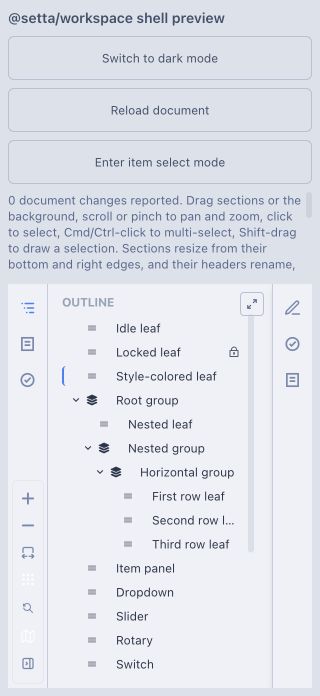 @setta/workspace shell preview
Switch to dark mode
Reload document
Enter item select mode
0 document changes reported. Drag sections or the
background, scroll or pinch to pan and zoom, click
to select, Cmd/Ctrl-click to multi-select, Shift-drag
to draw a selection. Sections resize from their
bottom and right edges, and their headers rename,
OUTLINE
Idle leaf
Locked leaf
Style-colored leaf
Root group
Nested leaf
Nested group
Horizontal group
First row leaf
Second row l...
Third row leaf
Item panel
Dropdown
Slider
Rotary
Switch